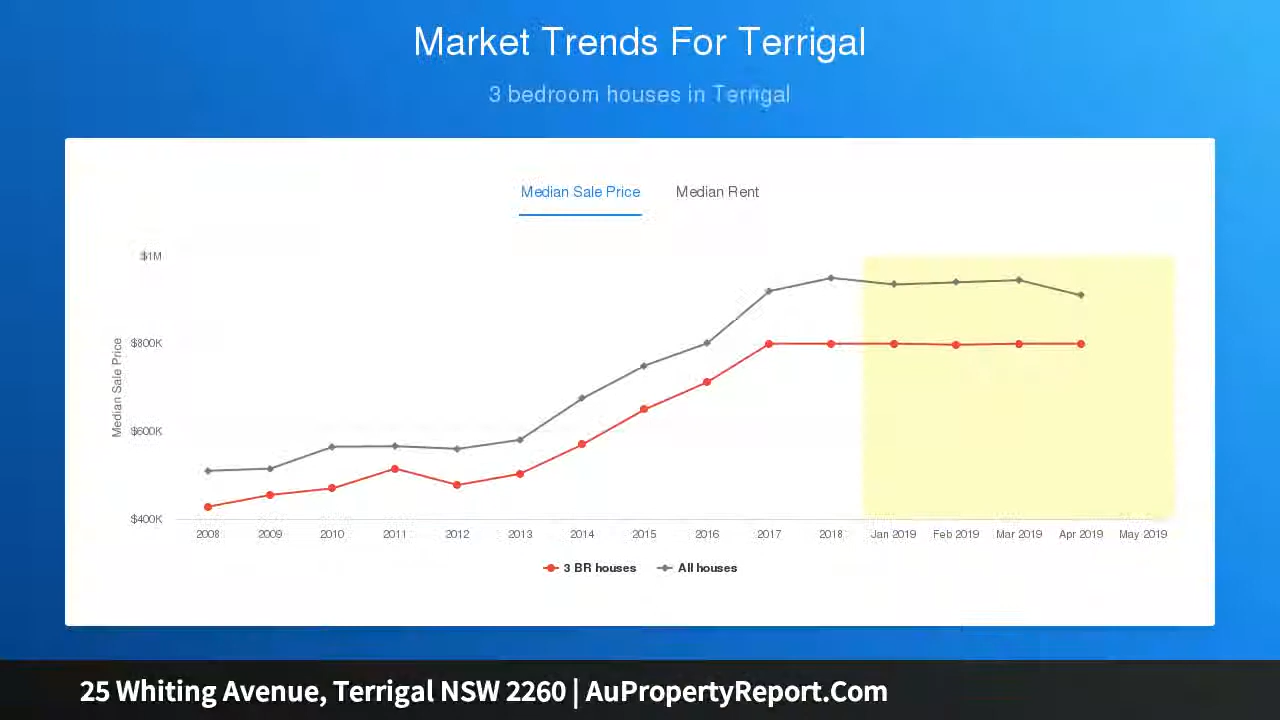 Market Trends For Terrigal
3 bedroom houses in Terrigal
Median Sale Price Median Rent
$1M
$800K
$600K
$400K
Median Sale Price
2008 2009 2010 2011 2012 2013 2014 2015 2016 2017 2018 Jan 2019 Feb 2019 Mar 2019 Apr 2019 May 2019
3 BR houses All houses
25 Whiting Avenue, Terrigal NSW 2260 | AuPropertyReport.Com